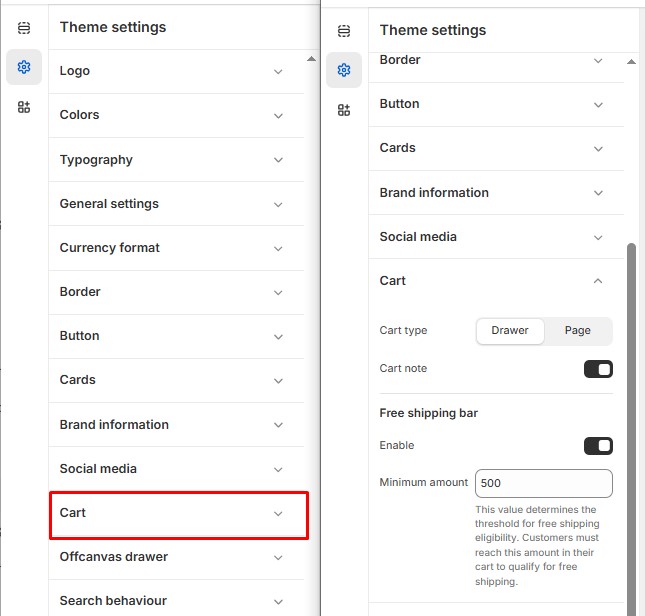 Theme settings
Logo
Colors
Typography
General settings
Currency format
Border
Button
Cards
Brand information
Social media
Cart
Offcanvas drawer
Search behaviour
Theme settings
Border
Button
Cards
Brand information
Social media
Cart
Cart type Drawer Page
Cart note
Free shipping bar
Enable
Minimum amount 500
This value determines the
threshold for free shipping
eligibility. Customers must
reach this amount in their
cart to qualify for free
shipping.